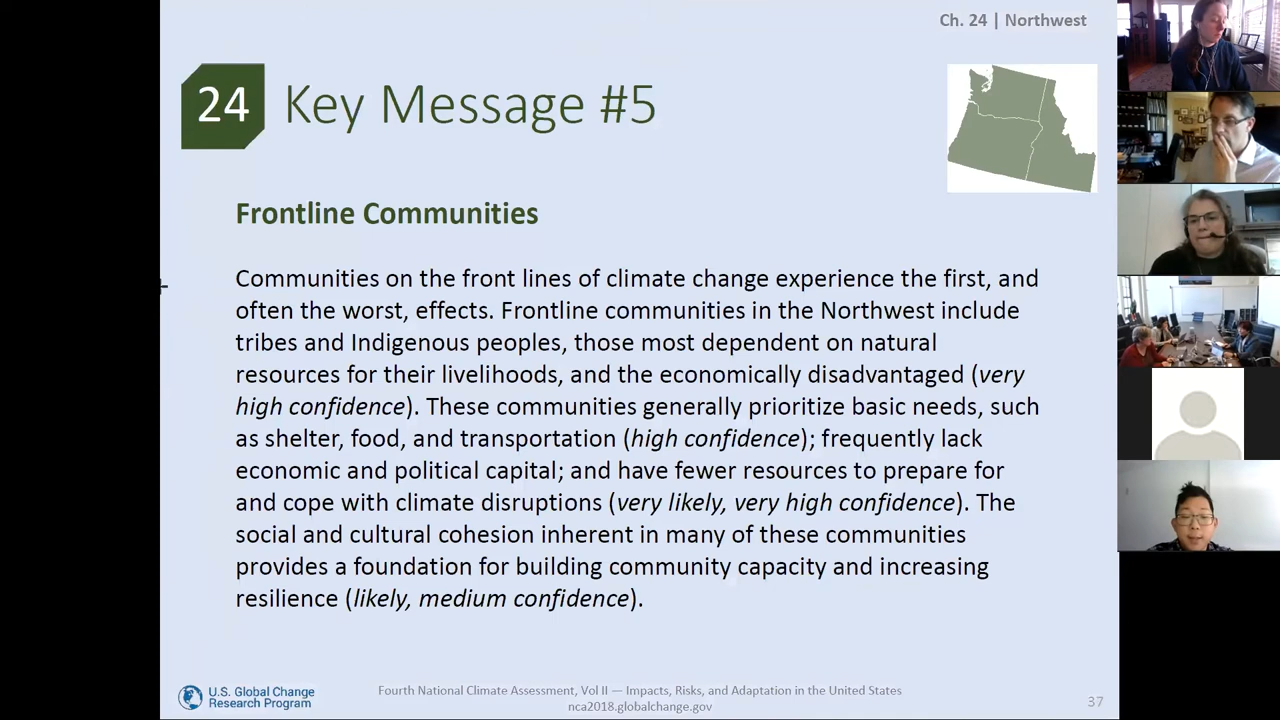 Ch. 24 | Northwest
24 Key Message #5
Frontline Communities
Communities on the front lines of climate change experience the first, and
often the worst, effects. Frontline communities in the Northwest include
tribes and Indigenous peoples, those most dependent on natural
resources for their livelihoods, and the economically disadvantaged (very
high confidence). These communities generally prioritize basic needs, such
as shelter, food, and transportation (high confidence); frequently lack
economic and political capital; and have fewer resources to prepare for
and cope with climate disruptions (very likely, very high confidence). The
social and cultural cohesion inherent in many of these communities
provides a foundation for building community capacity and increasing
resilience (likely, medium confidence).
U.S. Global Change
Research Program
Fourth National Climate Assessment, Vol II — Impacts, Risks, and Adaptation in the United States
nca2018.globalchange.gov
37